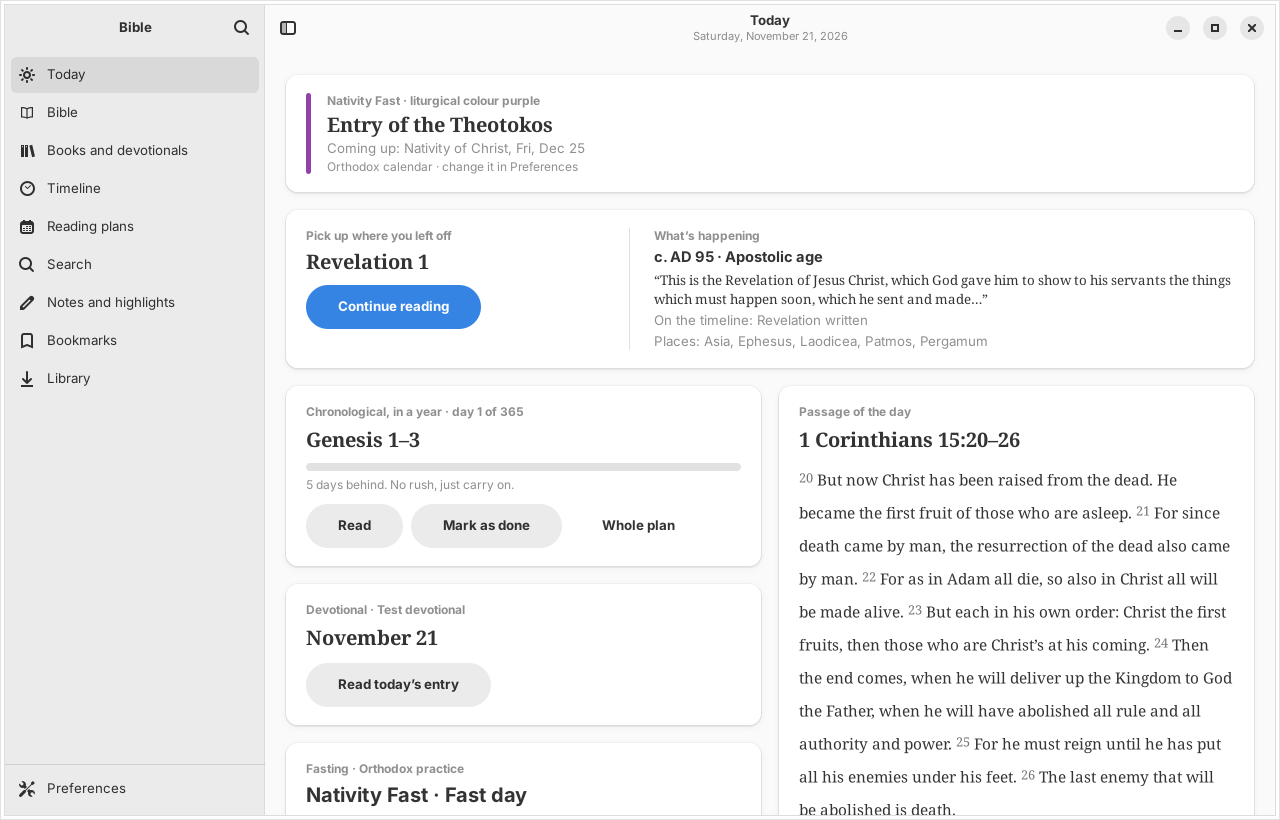 Bible
Today
Bible
Books and devotionals
Timeline
Reading plans
Search
Notes and highlights
Bookmarks
Library
Preferences
Today
Saturday, November 21, 2026
Nativity Fast · liturgical colour purple
Entry of the Theotokos
Coming up: Nativity of Christ, Fri, Dec 25
Orthodox calendar · change it in Preferences
Pick up where you left off
Revelation 1
Continue reading
What’s happening
c. AD 95 · Apostolic age
“This is the Revelation of Jesus Christ, which God gave him to show to his servants the things
which must happen soon, which he sent and made…”
On the timeline: Revelation written
Places: Asia, Ephesus, Laodicea, Patmos, Pergamum
Chronological, in a year · day 1 of 365
Genesis 1–3
5 days behind. No rush, just carry on.
Read Mark as done Whole plan
Devotional · Test devotional
November 21
Read today’s entry
Fasting · Orthodox practice
Nativity Fast · Fast day
Passage of the day
1 Corinthians 15:20–26
20 But now Christ has been raised from the dead. He
became the first fruit of those who are asleep. 21 For since
death came by man, the resurrection of the dead also came
by man. 22 For as in Adam all die, so also in Christ all will
be made alive. 23 But each in his own order: Christ the first
fruits, then those who are Christ’s at his coming. 24 Then
the end comes, when he will deliver up the Kingdom to God
the Father, when he will have abolished all rule and all
authority and power. 25 For he must reign until he has put
all his enemies under his feet. 26 The last enemy that will
be abolished is death.